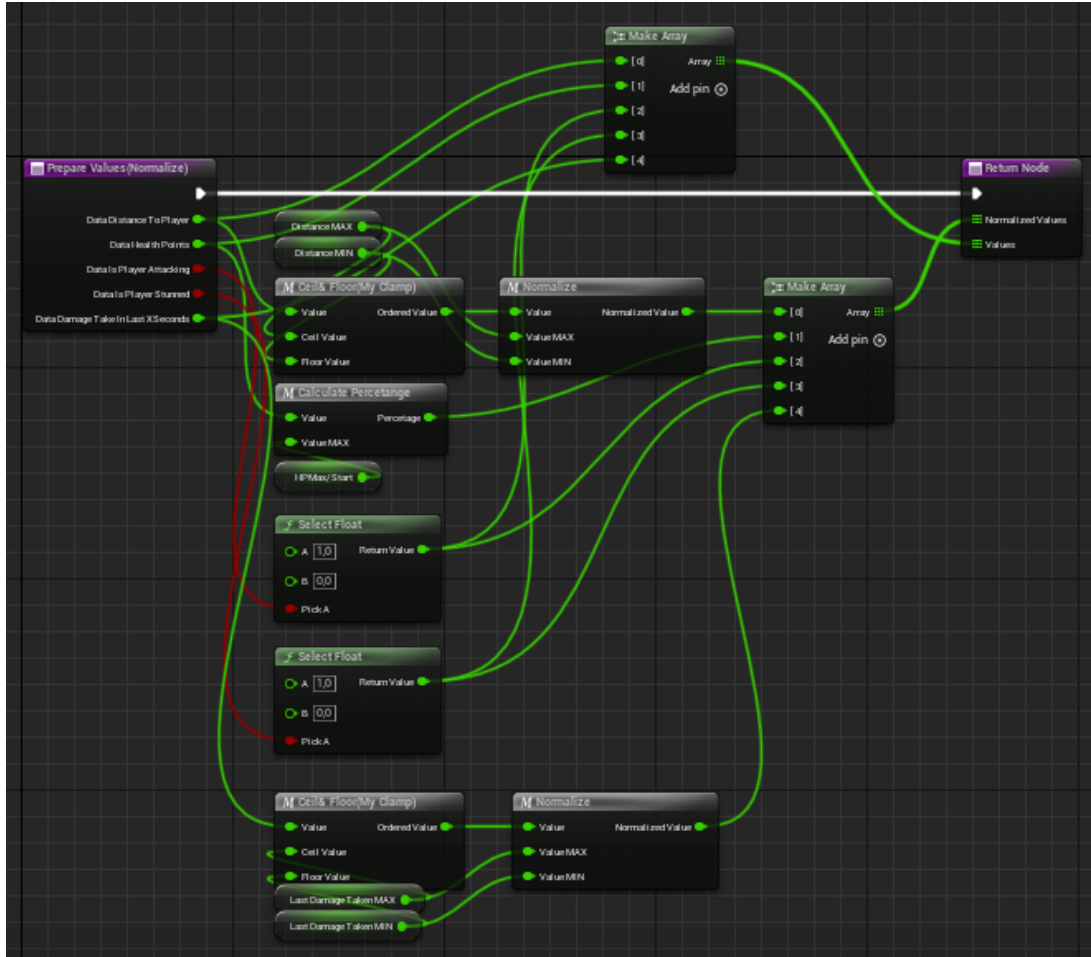 Make Array
[0] Array
[1] Add pin
[2]
[3]
[4]
Prepare Values(Normalize)
Data Distance To Player
Data Health Points
Data Is Player Attacking
Data Is Player Stunned
Data Damage Take In Last X Seconds
Return Node
Normalized Values
Values
Distance MAX
Distance MIN
Ceil& Floor(My Clamp)
Value Ordered Value
Ceil Value
Floor Value
Normalize
Value Normalized Value
Value MAX
Value MIN
Make Array
[0] Array
[1] Add pin
[2]
[3]
[4]
Calculate Percetange
Value Percetage
Value MAX
HPMax/Start
Select Float
A 1,0 Return Value
B 0,0
Pick A
Select Float
A 1,0 Return Value
B 0,0
Pick A
Ceil& Floor(My Clamp)
Value Ordered Value
Ceil Value
Floor Value
Last Damage Taken MAX
Last Damage Taken MIN
Normalize
Value Normalized Value
Value MAX
Value MIN